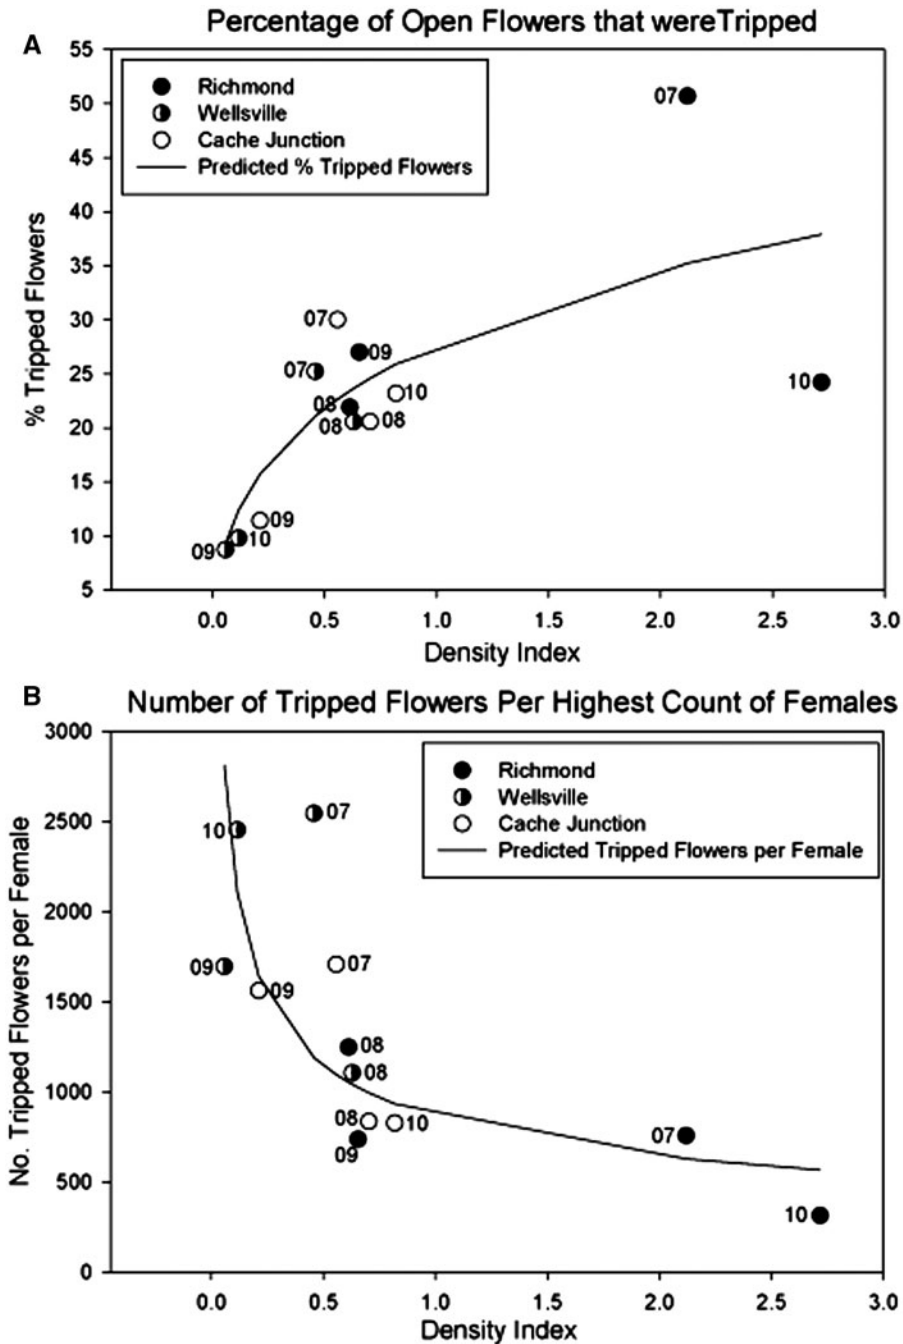 A
Percentage of Open Flowers that wereTripped
55
50
45
40
35
30
25
20
15
10
5
% Tripped Flowers
Richmond
Wellsville
Cache Junction
Predicted % Tripped Flowers
07
07
09
07
10
10
08
08
08
09
10
09
0.0 0.5 1.0 1.5 2.0 2.5 3.0
Density Index
B
Number of Tripped Flowers Per Highest Count of Females
3000
2500
2000
1500
1000
500
0
No. Tripped Flowers per Female
Richmond
Wellsville
Cache Junction
Predicted Tripped Flowers per Female
07
10
07
09
09
08
08
08
10
07
09
10
0.0 0.5 1.0 1.5 2.0 2.5 3.0
Density Index